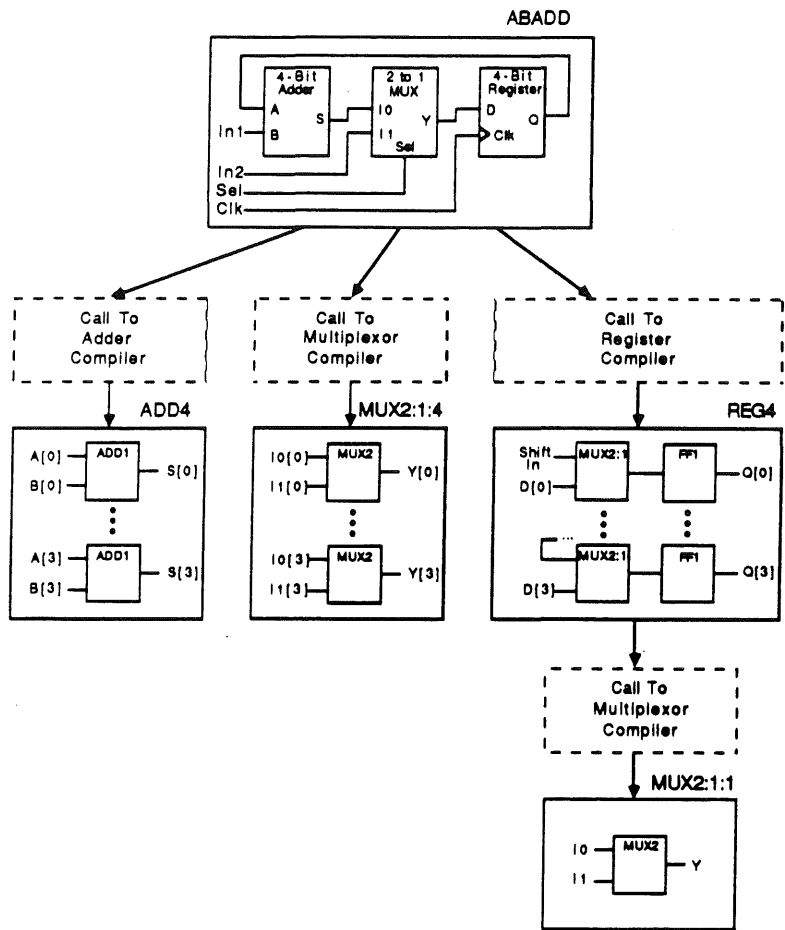 ABADD
4-Bit
Adder
A
B
S
2 to 1
MUX
I0
I1
Y
Sel
4-Bit
Register
D
Q
Clk
In1
In2
Sel
Clk
Call To
Adder
Compiler
Call To
Multiplexor
Compiler
Call To
Register
Compiler
ADD4
A[0]
B[0]
ADD1
S[0]
A[3]
B[3]
ADD1
S[3]
MUX2:1:4
I0[0]
I1[0]
MUX2
Y[0]
I0[3]
I1[3]
MUX2
Y[3]
REG4
Shift
In
D[0]
MUX2:1
FF1
Q[0]
...
D[3]
MUX2:1
FF1
Q[3]
Call To
Multiplexor
Compiler
MUX2:1:1
I0
I1
MUX2
Y